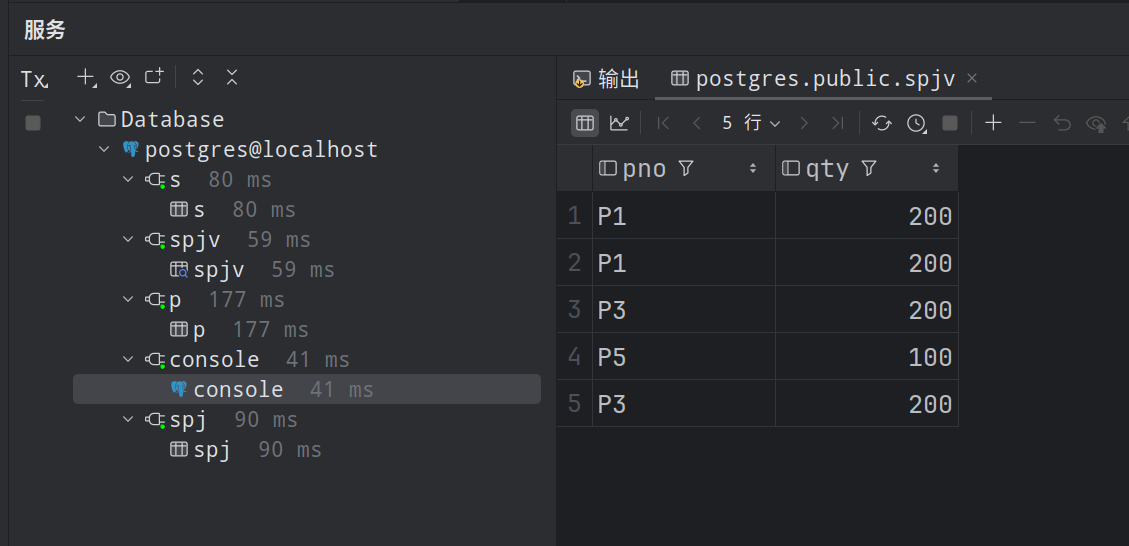 服务
Tx
Database
postgres@localhost
s 80 ms
s 80 ms
spjv 59 ms
spjv 59 ms
p 177 ms
p 177 ms
console 41 ms
console 41 ms
spj 90 ms
spj 90 ms
输出 postgres.public.spjv
5 行
pno qty
1 P1 200
2 P1 200
3 P3 200
4 P5 100
5 P3 200